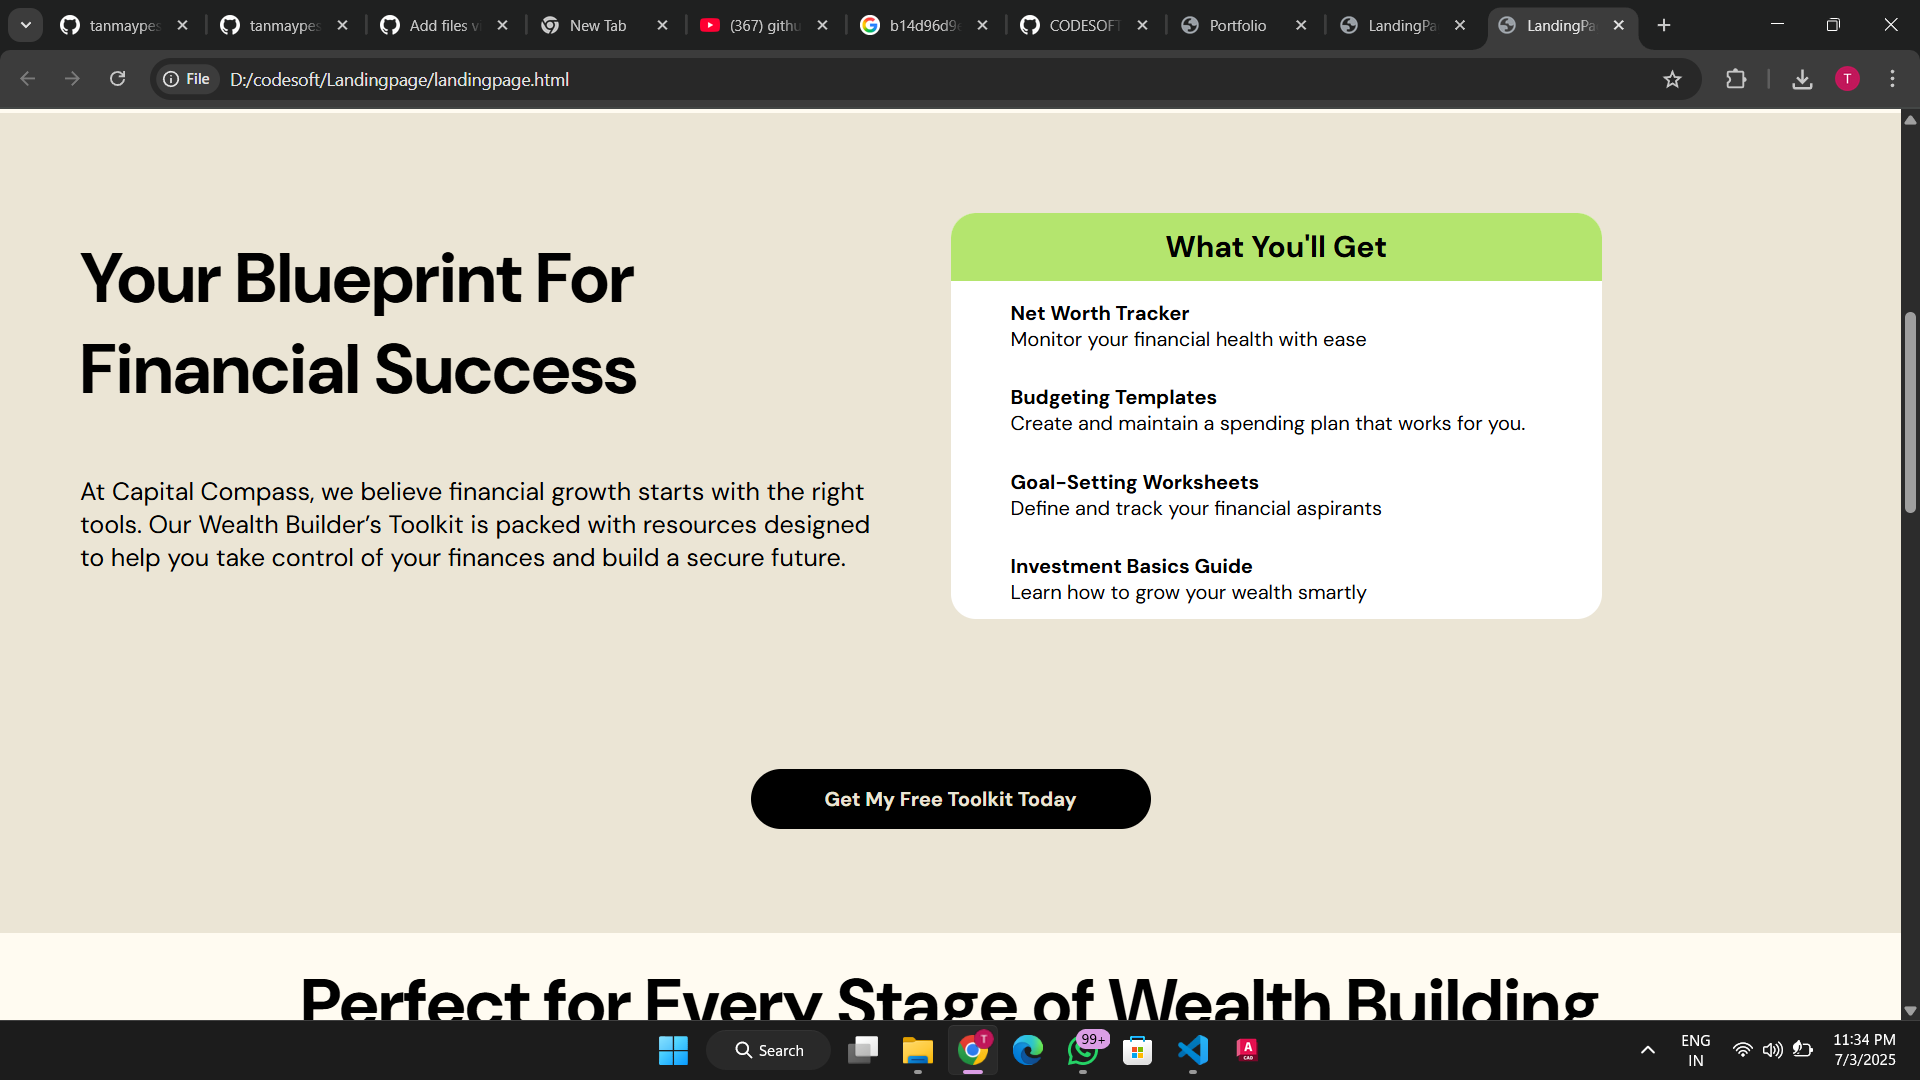 tanmaypes
tanmaypes
Add files vi
New Tab
(367) githu
b14d96d9
CODESOFT
Portfolio
LandingPa
LandingPa
File
D:/codesoft/Landingpage/landingpage.html
T
Your Blueprint For
Financial Success
At Capital Compass, we believe financial growth starts with the right
tools. Our Wealth Builder’s Toolkit is packed with resources designed
to help you take control of your finances and build a secure future.
What You'll Get
Net Worth Tracker
Monitor your financial health with ease
Budgeting Templates
Create and maintain a spending plan that works for you.
Goal-Setting Worksheets
Define and track your financial aspirants
Investment Basics Guide
Learn how to grow your wealth smartly
Get My Free Toolkit Today
Perfect for Every Stage of Wealth Building
Search
T
99+
A
CAD
ENG
IN
11:34 PM
7/3/2025